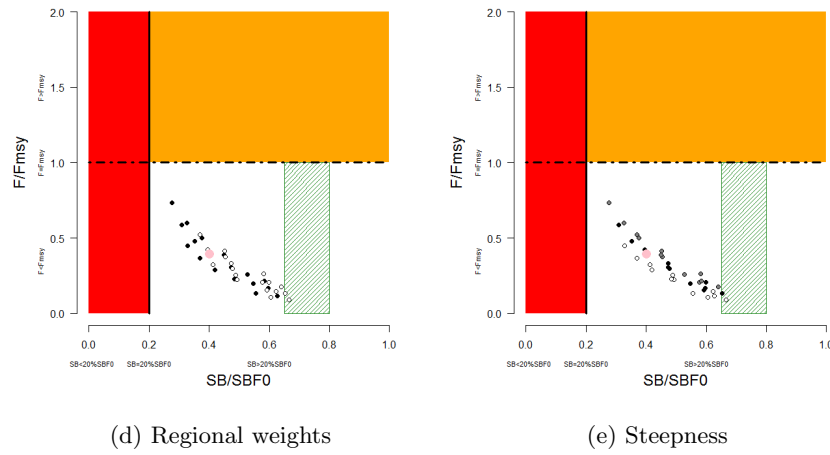 2.0
1.5
1.0
0.5
0.0
F/Fmsy
F>Fmsy
F=Fmsy
F<Fmsy
0.0 0.2 0.4 0.6 0.8 1.0
SB<20%SBF0 SB=20%SBF0 SB>20%SBF0
SB/SBF0
(d) Regional weights
2.0
1.5
1.0
0.5
0.0
F/Fmsy
F>Fmsy
F=Fmsy
F<Fmsy
0.0 0.2 0.4 0.6 0.8 1.0
SB<20%SBF0 SB=20%SBF0 SB>20%SBF0
SB/SBF0
(e) Steepness